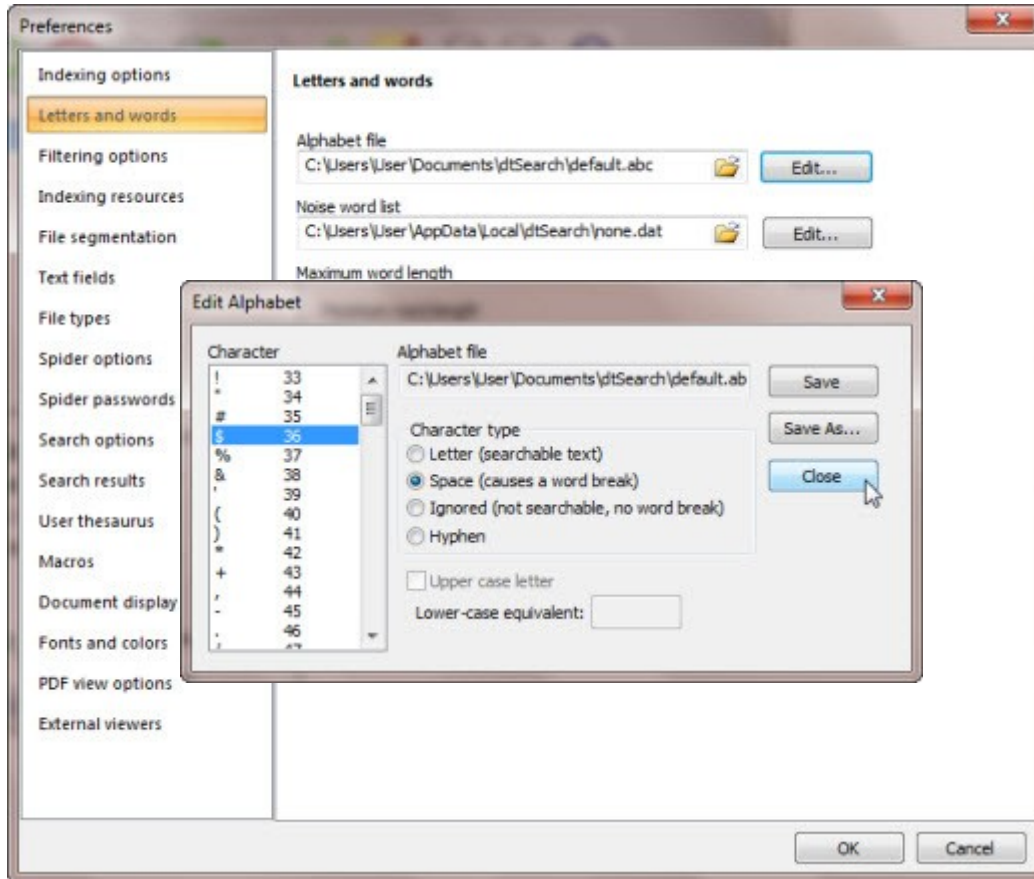 Preferences
Indexing options
Letters and words
Filtering options
Indexing resources
File segmentation
Text fields
File types
Spider options
Spider passwords
Search options
Search results
User thesaurus
Macros
Document display
Fonts and colors
PDF view options
External viewers
Letters and words
Alphabet file
C:\Users\User\Documents\dtSearch\default.abc
Edit...
Noise word list
C:\Users\User\AppData\Local\dtSearch\none.dat
Edit...
Maximum word length
Edit Alphabet
Character
! 33
" 34
# 35
$ 36
% 37
& 38
' 39
( 40
) 41
* 42
+ 43
, 44
- 45
. 46
/ 47
Alphabet file
C:\Users\User\Documents\dtSearch\default.ab
Character type
Letter (searchable text)
Space (causes a word break)
Ignored (not searchable, no word break)
Hyphen
Upper case letter
Lower-case equivalent:
Save
Save As...
Close
OK
Cancel